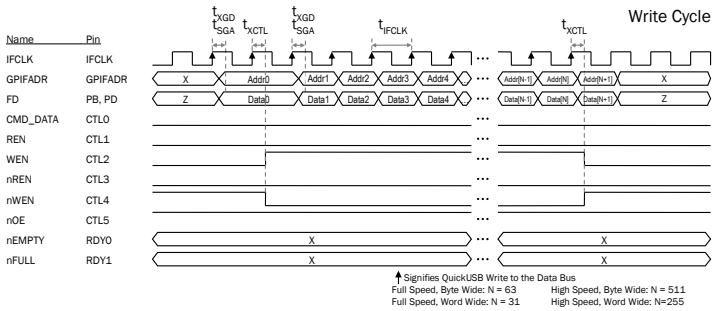 Write Cycle
tXGD
tSGA
tXCTL
tXGD
tSGA
tIFCLK
tXCTL
Name Pin
IFCLK IFCLK
GPIFADR GPIFADR X Addr0 Addr1 Addr2 Addr3 Addr4 ... Addr[N-1] Addr[N] Addr[N+1] X
FD PB, PD Z Data0 Data1 Data2 Data3 Data4 ... Data[N-1] Data[N] Data[N+1] Z
CMD_DATA CTL0
REN CTL1
WEN CTL2
nREN CTL3
nWEN CTL4
nOE CTL5
nEMPTY RDY0 X X
nFULL RDY1 X X
Signifies QuickUSB Write to the Data Bus
Full Speed, Byte Wide: N = 63 High Speed, Byte Wide: N = 511
Full Speed, Word Wide: N = 31 High Speed, Word Wide: N=255